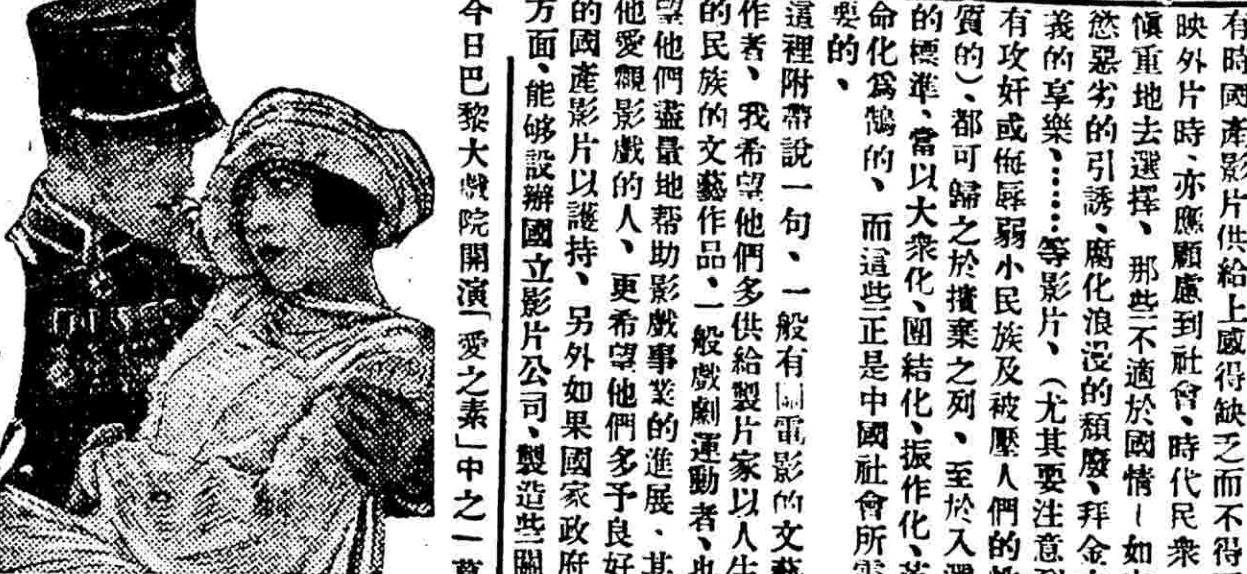 有時國產影片供給上感得缺乏而不得
映外片時、亦應顧慮到社會、時代民衆
愼重地去選擇、那些不適於國情—如
慾惡劣的引誘、腐化浪漫的頹廢、拜金
義的享樂、……等影片、（尤其要注意到
有攻奸或侮辱弱小民族及被壓人們的性
質的）、都可歸之於擯棄之列、至於入選
的標準、當以大衆化、團結化、振作化、革
命化爲鵠的、而這些正是中國社會所需
要的、
這裡附帶說一句、一般有關電影的文藝
作者、我希望他們多供給製片家以人生
的民族的文藝作品、一般戲劇運動者、也
望他們盡量地帮助影戲事業的進展、其
他愛觀影戲的人、更希望他們多予良好
的國產影片以護持、另外如果國家政府
方面、能够設辦國立影片公司、製造些關
今日巴黎大戲院開演「愛之素」中之一幕